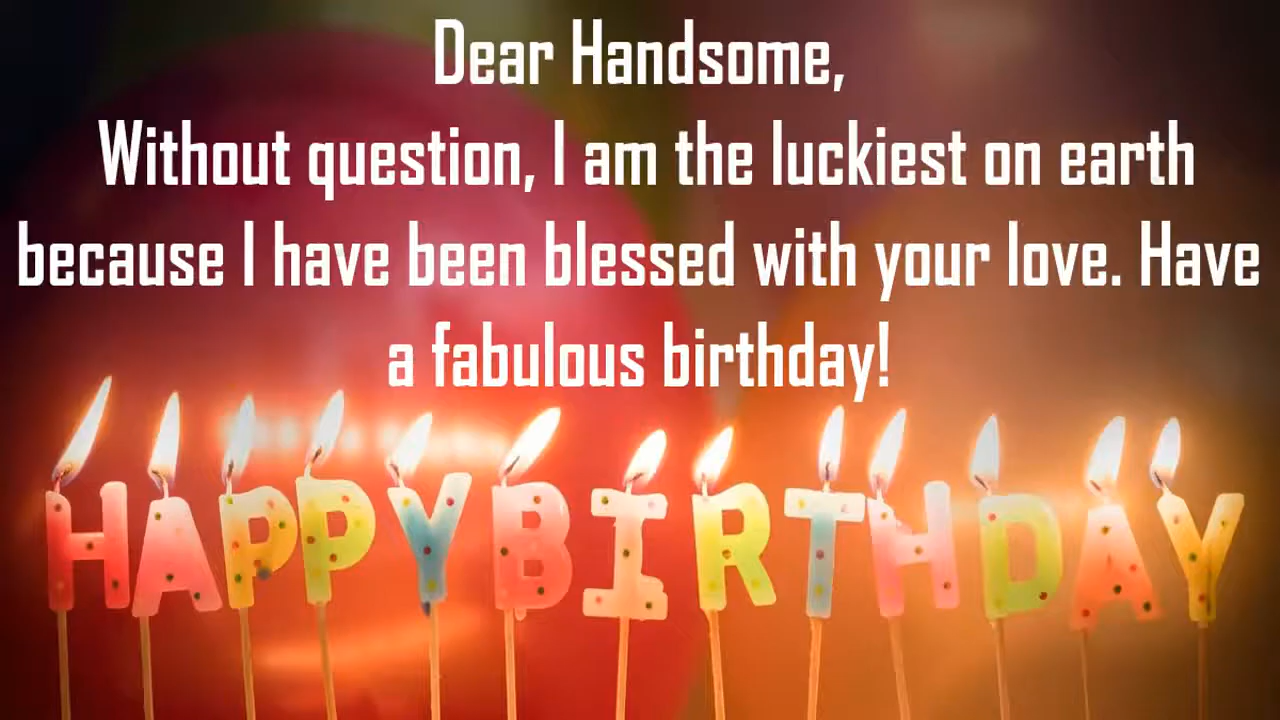 Dear Handsome,
Without question, I am the luckiest on earth
because I have been blessed with your love. Have
a fabulous birthday!
HAPPY BIRTHDAY